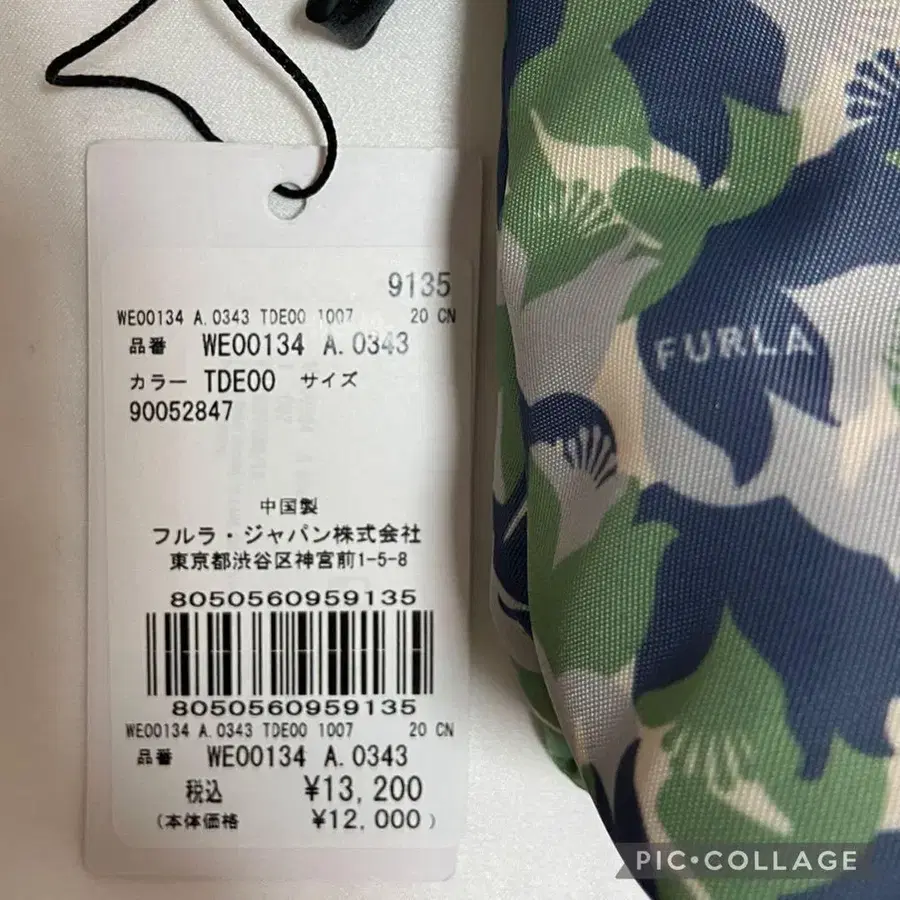 9135
WE00134 A.0343 TDE00 1007 20 CN
品番 WE00134 A.0343
カラー TDE00 サイズ
90052847
中国製
フルラ・ジャパン株式会社
東京都渋谷区神宮前1-5-8
8050560959135
8050560959135
WE00134 A.0343 TDE00 1007 20 CN
品番 WE00134 A.0343
税込 ¥13,200
(本体価格 ¥12,000)
FURLA
PIC•COLLAGE